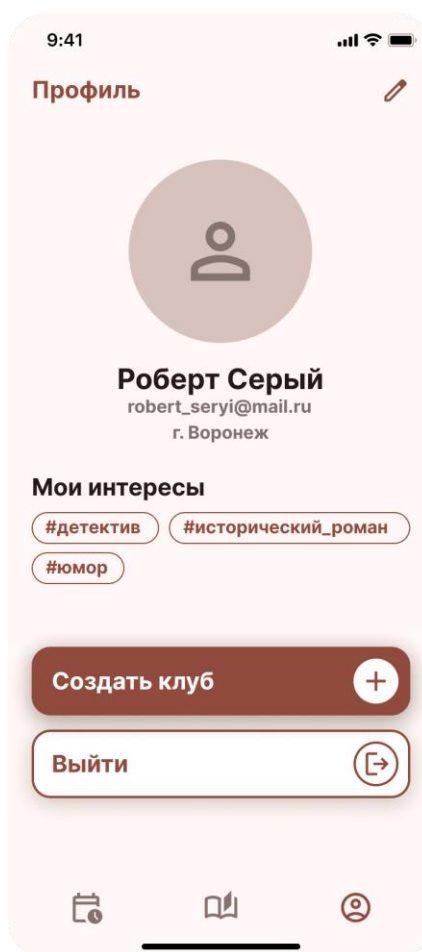 9:41
Профиль
Роберт Серый
robert_seryi@mail.ru
г. Воронеж
Мои интересы
#детектив #исторический_роман
#юмор
Создать клуб
Выйти